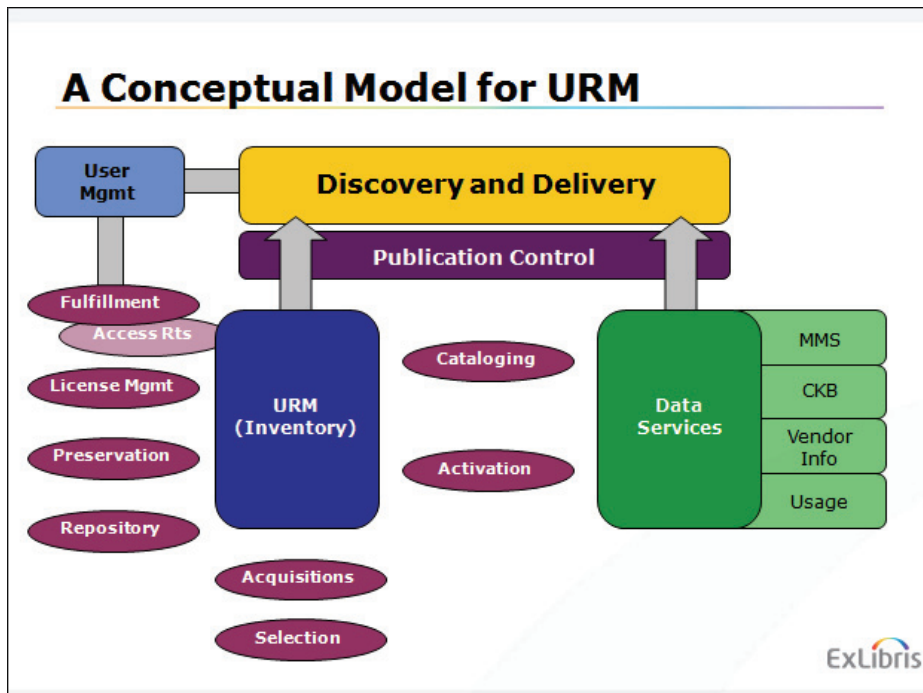 A Conceptual Model for URM
User
Mgmt
Discovery and Delivery
Publication Control
Fulfillment
Access Rts
License Mgmt
Preservation
Repository
URM
(Inventory)
Cataloging
Activation
Data
Services
MMS
CKB
Vendor
Info
Usage
Acquisitions
Selection
ExLibris